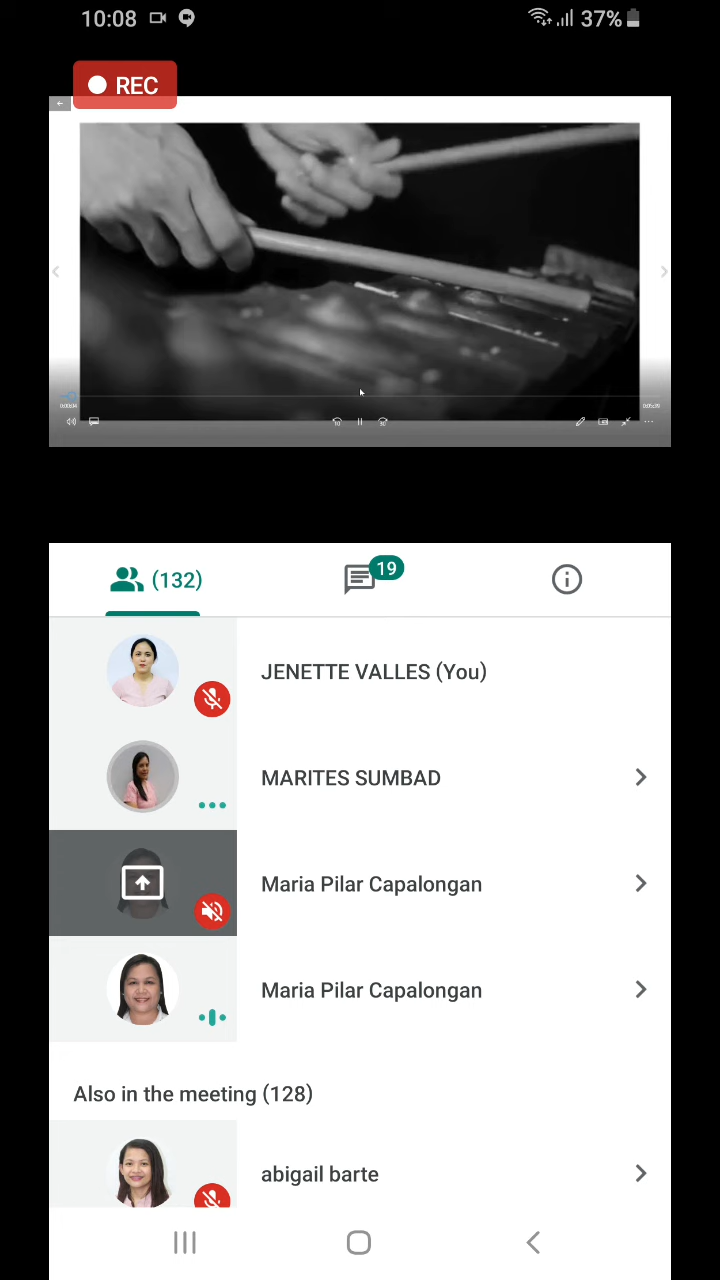 10:08
37%
REC
(132)
19
JENETTE VALLES (You)
MARITES SUMBAD
Maria Pilar Capalongan
Maria Pilar Capalongan
Also in the meeting (128)
abigail barte